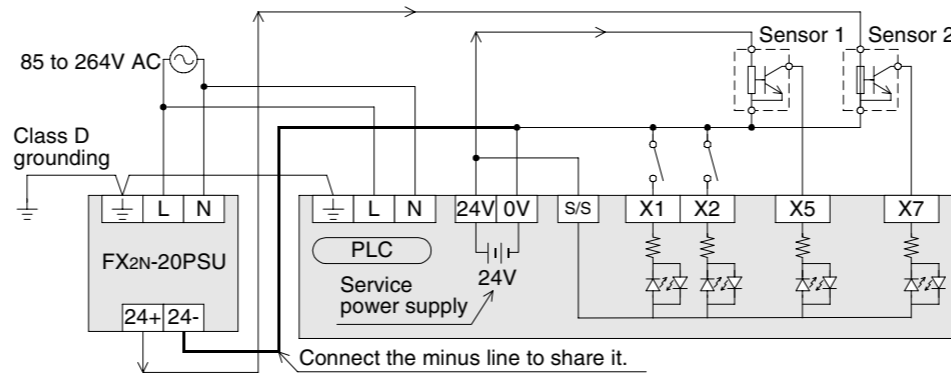 Sensor 1
Sensor 2
85 to 264V AC
Class D
grounding
L
N
L
N
24V
0V
S/S
X1
X2
X5
X7
FX2N-20PSU
PLC
24V
Service
power supply
24+
24-
Connect the minus line to share it.